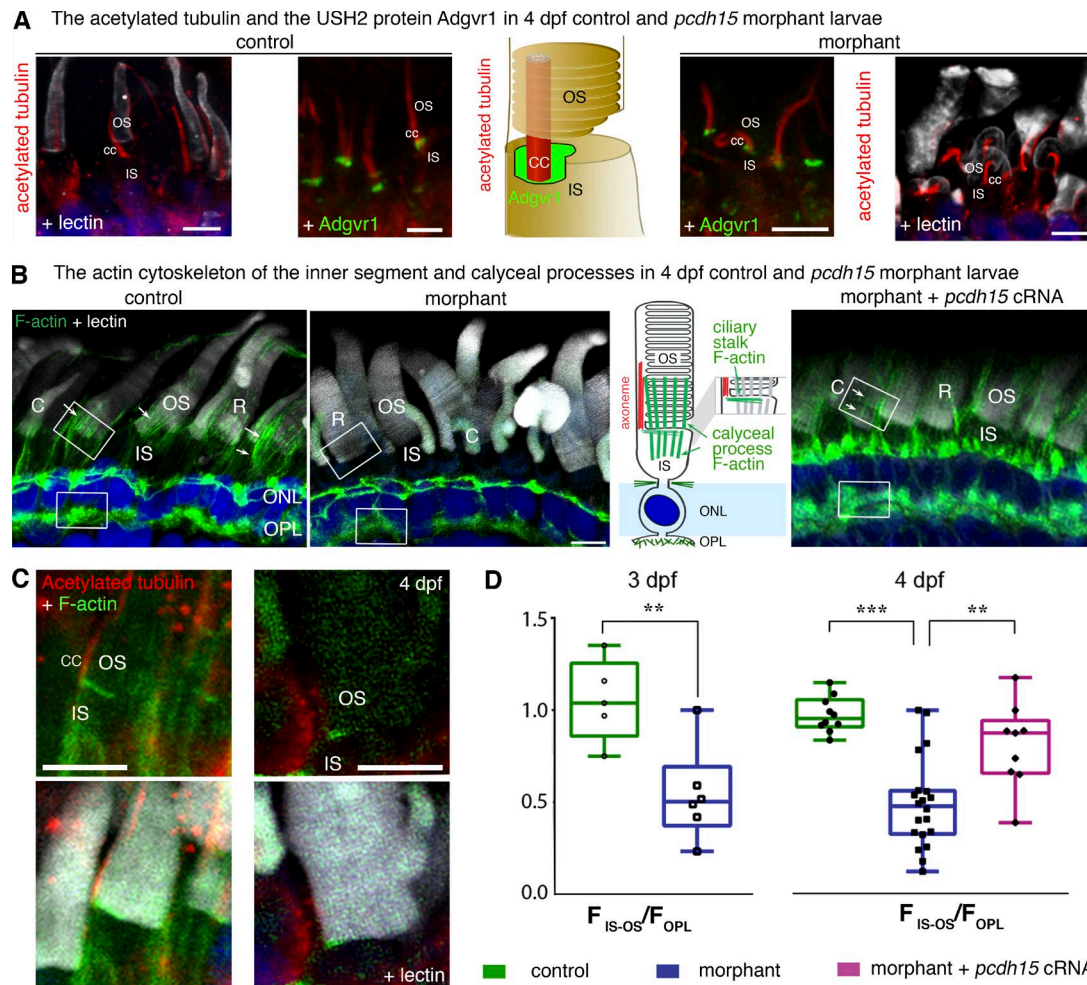 A The acetylated tubulin and the USH2 protein Adgvr1 in 4 dpf control and pcdh15 morphant larvae
control
morphant
acetylated tubulin
OS
cc
IS
+ lectin
OS
cc
IS
+ Adgvr1
acetylated tubulin
OS
CC
Adgvr1
IS
OS
cc
IS
+ Adgvr1
acetylated tubulin
OS
cc
IS
+ lectin
B The actin cytoskeleton of the inner segment and calyceal processes in 4 dpf control and pcdh15 morphant larvae
control
morphant
morphant + pcdh15 cRNA
F-actin + lectin
C
OS
R
IS
ONL
OPL
R
OS
C
IS
OS
ciliary
stalk
F-actin
axoneme
calyceal
process
F-actin
IS
ONL
OPL
C
R
OS
IS
C
Acetylated tubulin
+ F-actin
cc
OS
IS
4 dpf
OS
IS
+ lectin
D
3 dpf
4 dpf
**
***
**
1.5
1.0
0.5
0.0
F IS-OS/F OPL
F IS-OS/F OPL
control
morphant
morphant + pcdh15 cRNA